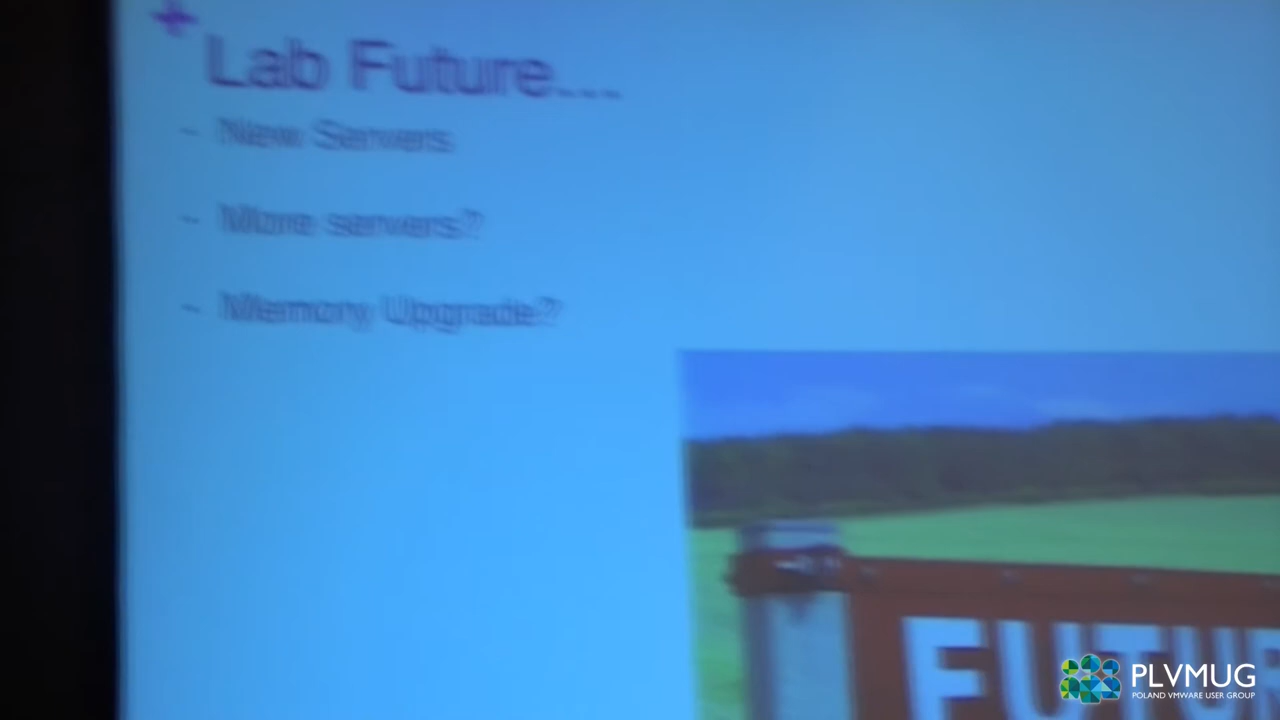 Lab Future...
- New Servers
- More servers?
- Memory Upgrade?
FUTUR
PLVMUG
POLAND VMWARE USER GROUP